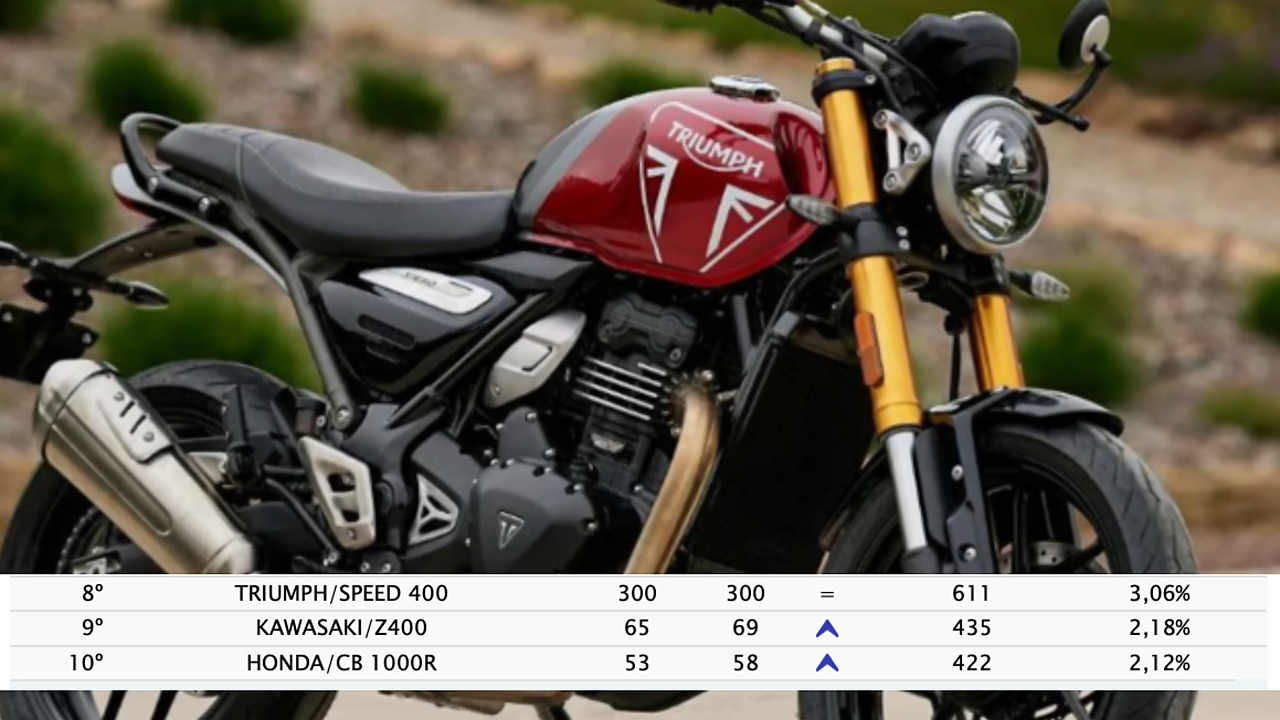 TRIUMPH
8º TRIUMPH/SPEED 400 300 300 = 611 3,06%
9º KAWASAKI/Z400 65 69 435 2,18%
10º HONDA/CB 1000R 53 58 422 2,12%